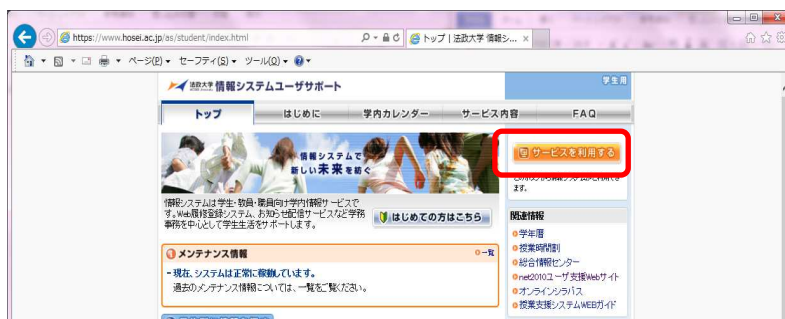 https://www.hosei.ac.jp/as/student/index.html
トップ | 法政大学 情報シ...
ページ(P) セーフティ(S) ツール(O)
法政大学 情報システムユーザサポート
学生用
トップ はじめに 学内カレンダー サービス内容 FAQ
情報システムで
新しい未来を紡ぐ
サービスを利用する
ます。
情報システムは学生・教員・職員向け学内情報サービスで
す。Web履修登録システム、お知らせ配信サービスなど学務
事務を中心として学生生活をサポートします。
はじめての方はこちら
関連情報
学年暦
授業時間割
総合情報センター
net2010ユーザ支援Webサイト
オンラインシラバス
授業支援システムWEBガイド
メンテナンス情報
一覧
現在、システムは正常に稼動しています。
過去のメンテナンス情報については、一覧をご覧ください。